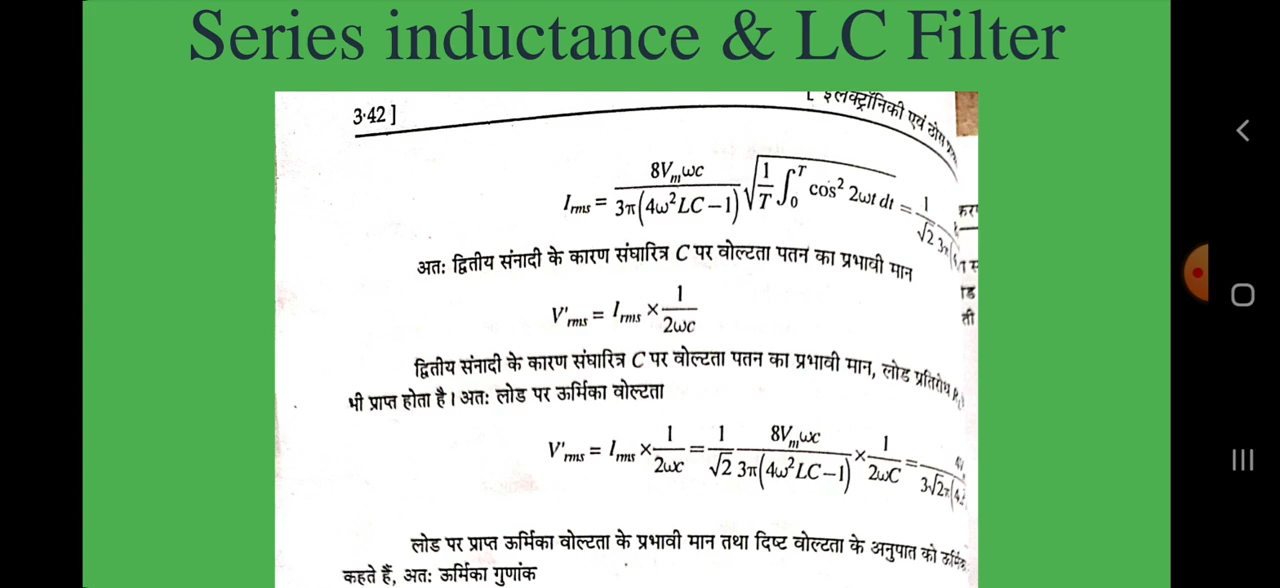 Series inductance & LC Filter
3·42 ]
[ इलेक्ट्रॉनिकी एवं ठोस
I_rms = 8V_mωc / 3π(4ω²LC−1) √(1/T ∫₀ᵀ cos² 2ωt dt) = 1/√2
अतः द्वितीय संनादी के कारण संघारित्र C पर वोल्टता पतन का प्रभावी मान
V'_rms = I_rms × 1/2ωc
द्वितीय संनादी के कारण संघारित्र C पर वोल्टता पतन का प्रभावी मान, लोड प्रतिरोध
भी प्राप्त होता है। अतः लोड पर ऊर्मिका वोल्टता
V'_rms = I_rms × 1/2ωc = 1/√2 8V_mωc / 3π(4ω²LC−1) × 1/2ωC =
लोड पर प्राप्त ऊर्मिका वोल्टता के प्रभावी मान तथा दिष्ट वोल्टता के अनुपात को
कहते हैं, अतः ऊर्मिका गुणांक